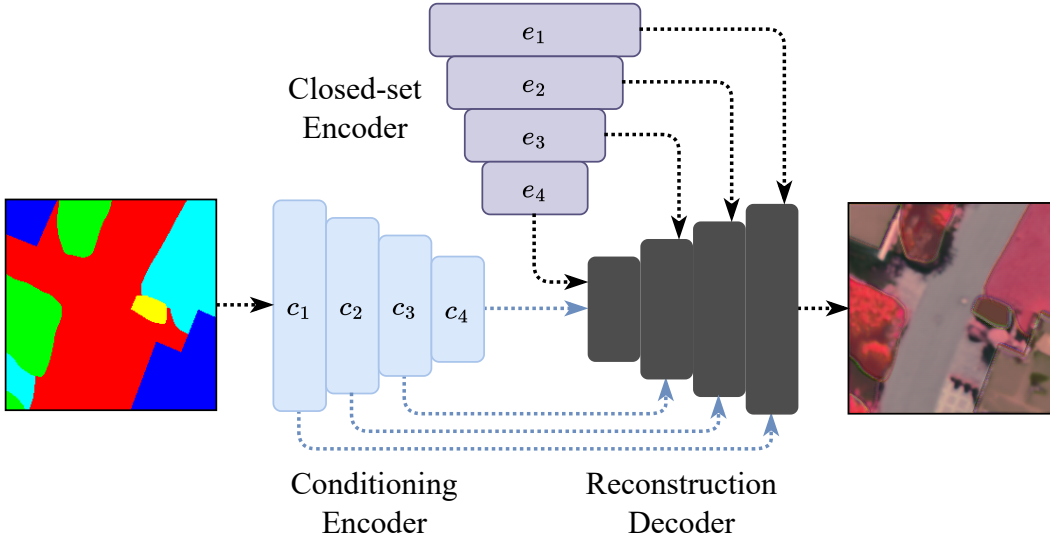 e₁
e₂
Closed-set
Encoder
e₃
e₄
c₁
c₂
c₃
c₄
Conditioning
Encoder
Reconstruction
Decoder